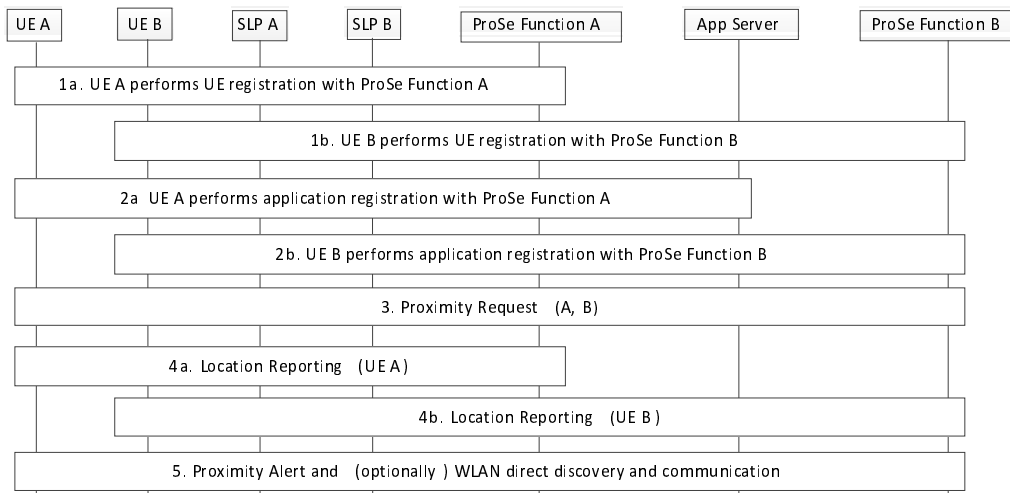 UE A
UE B
SLP A
SLP B
ProSe Function A
App Server
ProSe Function B
1a. UE A performs UE registration with ProSe Function A
1b. UE B performs UE registration with ProSe Function B
2a UE A performs application registration with ProSe Function A
2b. UE B performs application registration with ProSe Function B
3. Proximity Request (A, B)
4a. Location Reporting (UE A)
4b. Location Reporting (UE B)
5. Proximity Alert and (optionally) WLAN direct discovery and communication